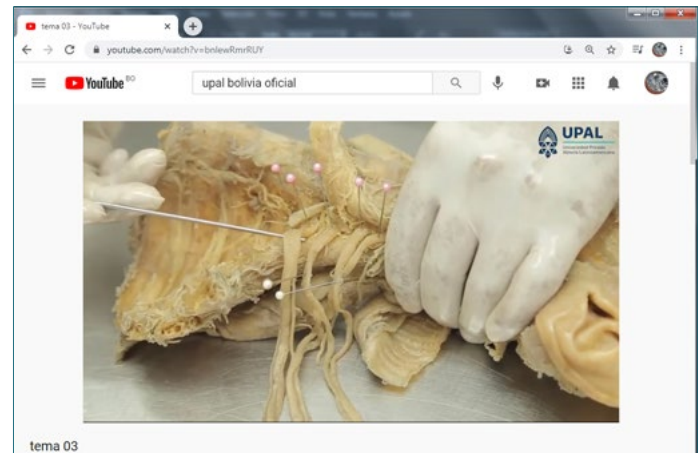 tema 03 - YouTube
youtube.com/watch?v=bnlewRmrRUY
YouTube BO
upal bolivia oficial
UPAL
tema 03